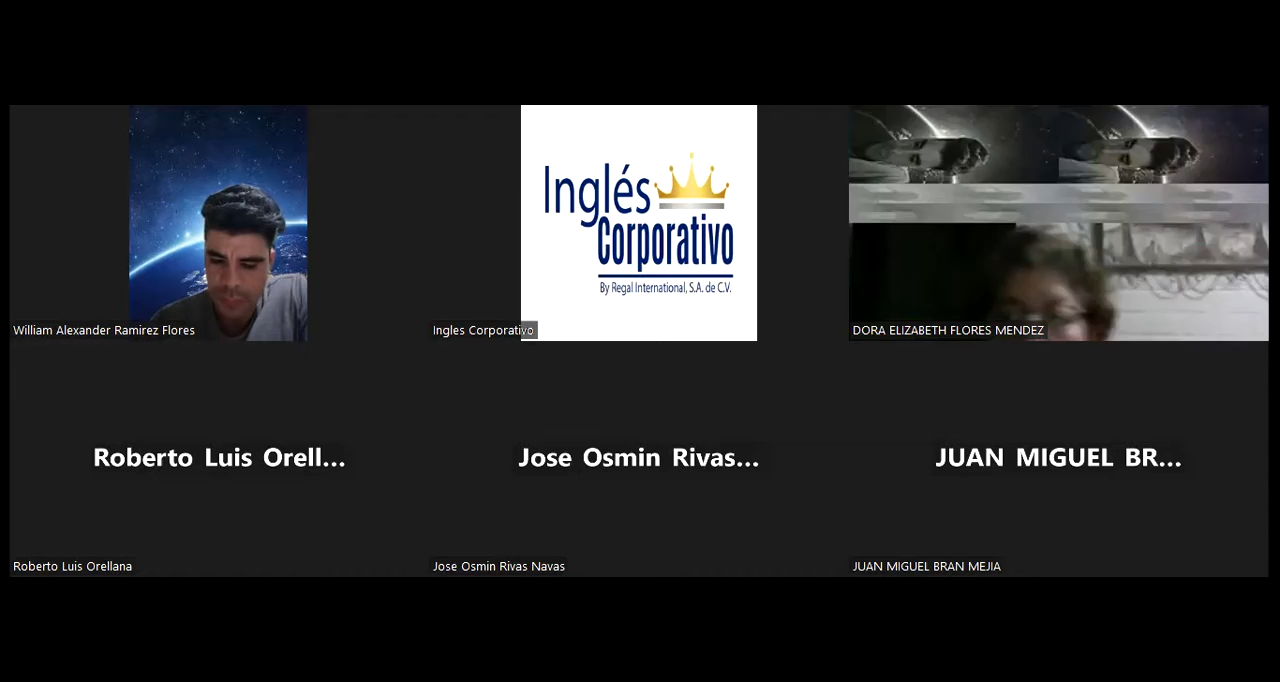 Inglés
Corporativo
By Regal International, S.A. de C.V.
William Alexander Ramirez Flores
Ingles Corporativo
DORA ELIZABETH FLORES MENDEZ
Roberto Luis Orell...
Jose Osmin Rivas...
JUAN MIGUEL BR...
Roberto Luis Orellana
Jose Osmin Rivas Navas
JUAN MIGUEL BRAN MEJIA